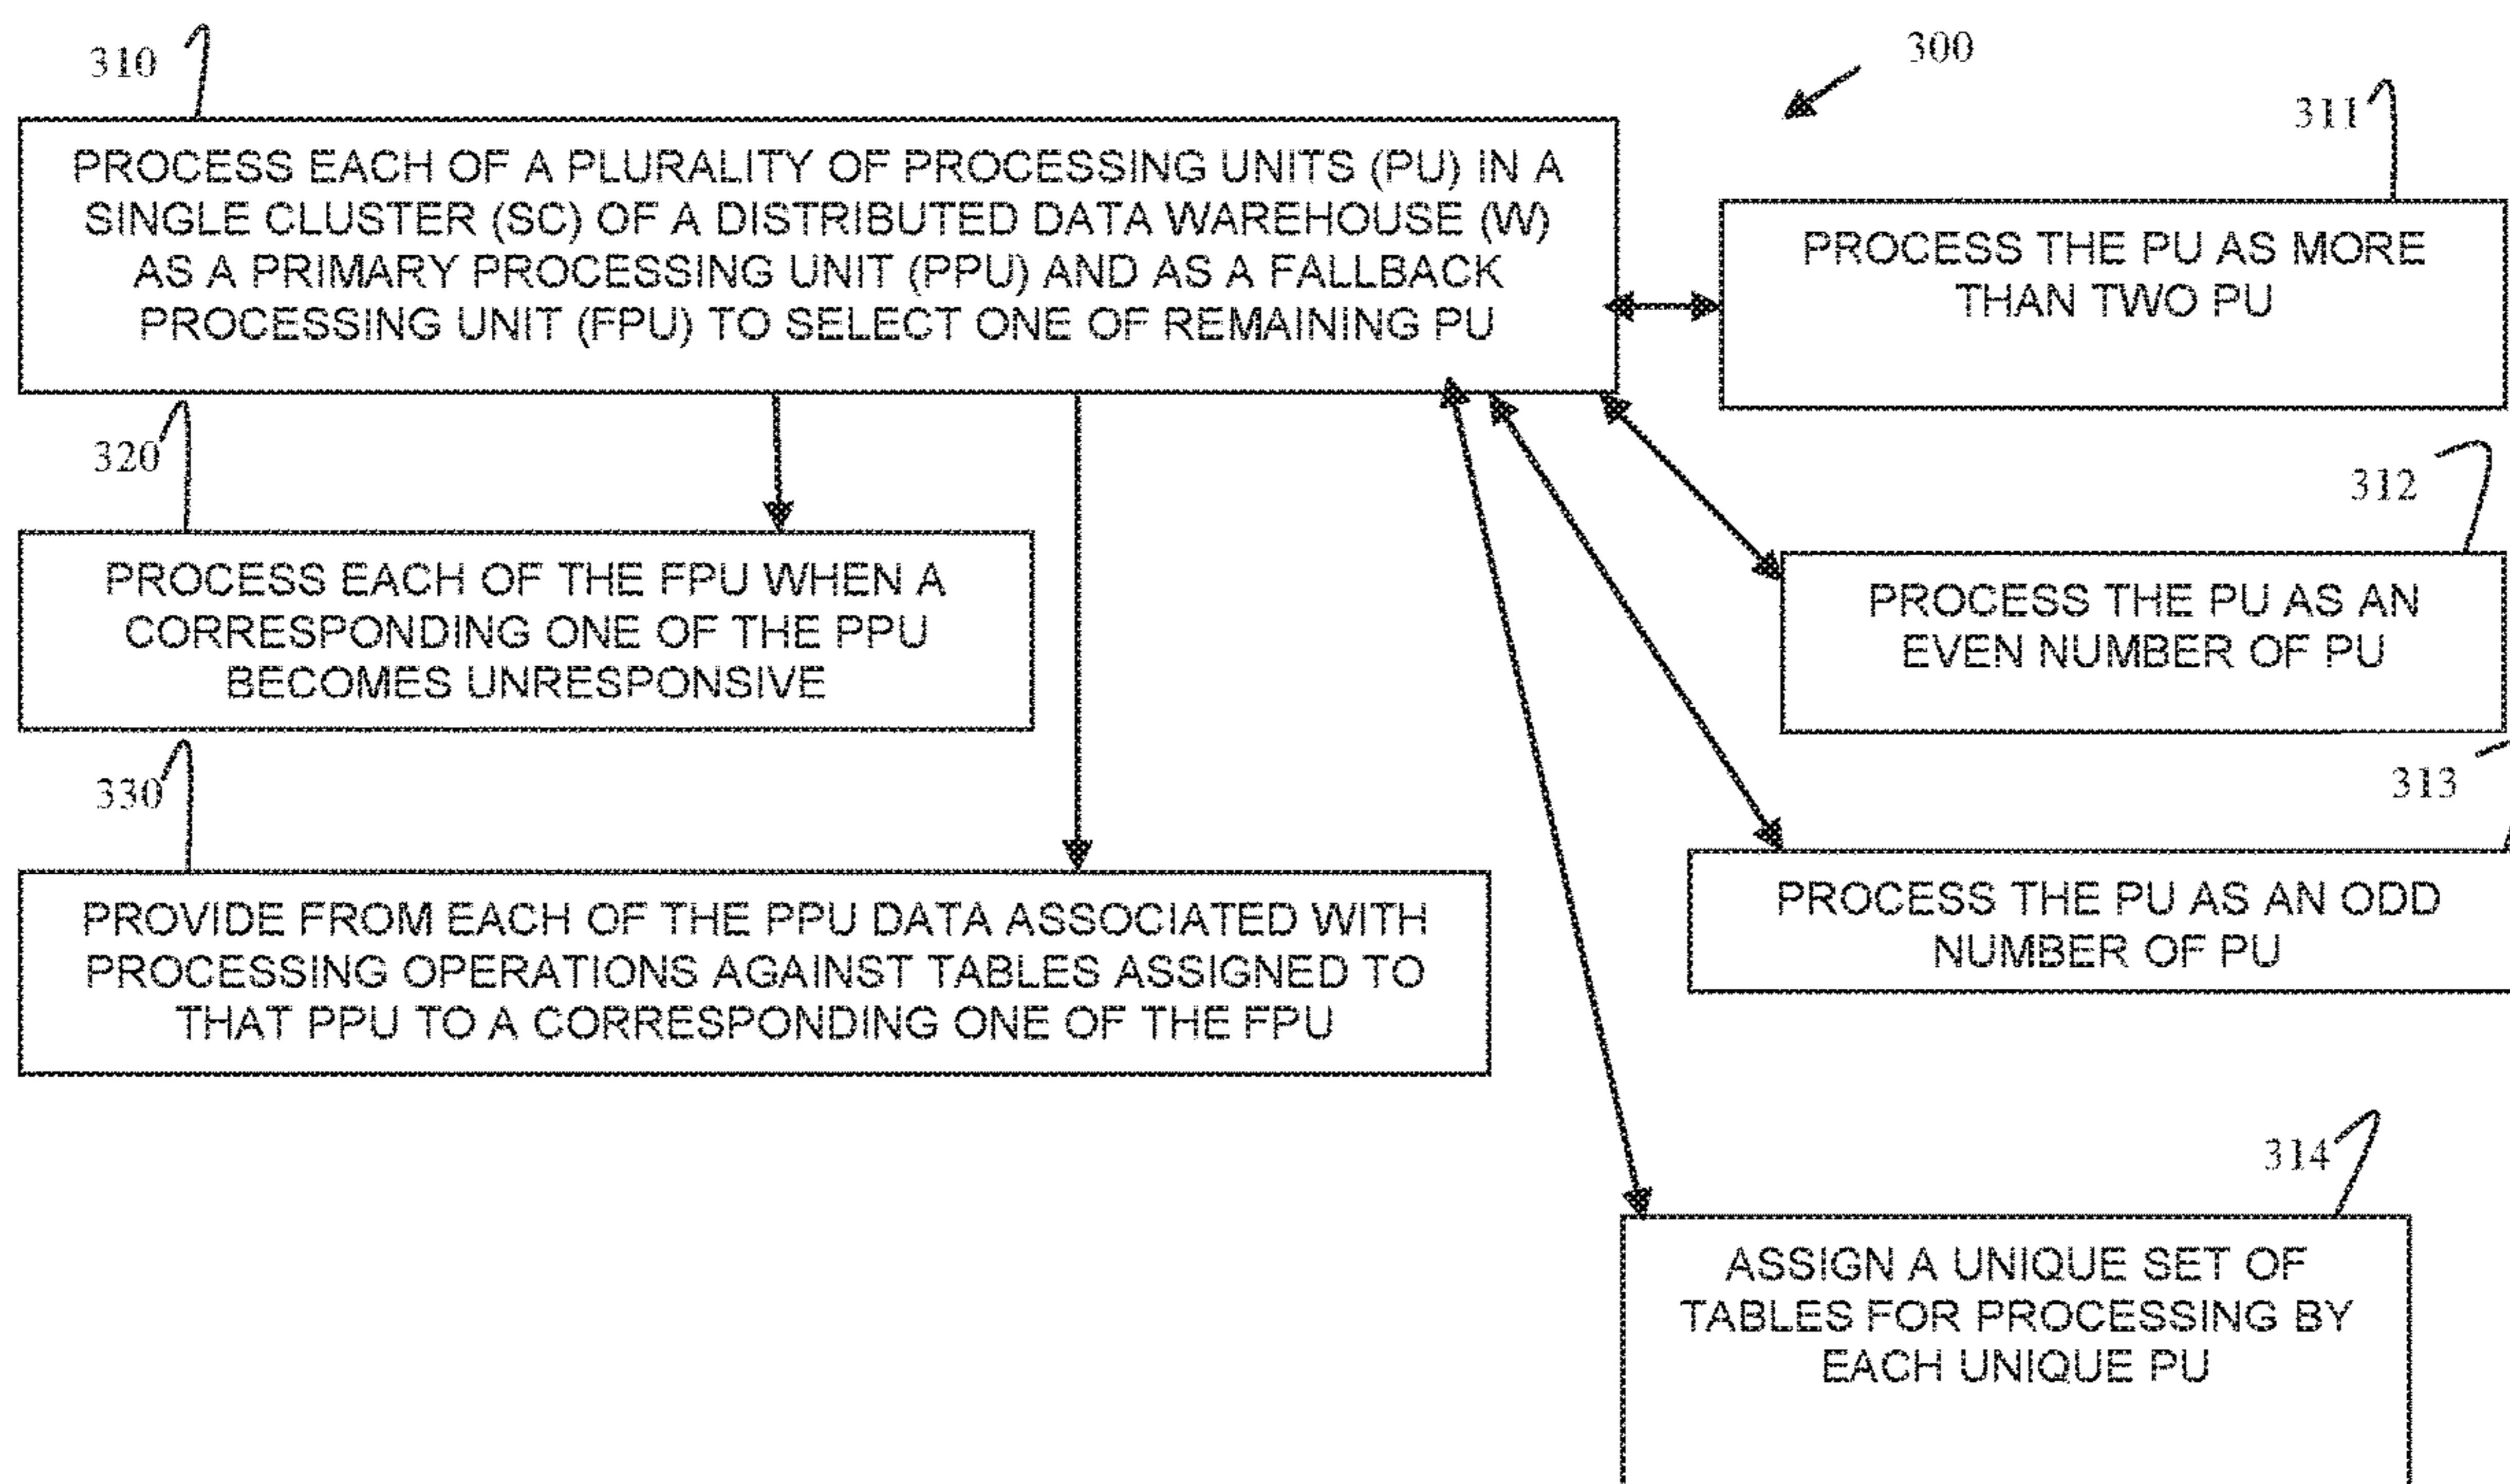 310
300
311
PROCESS EACH OF A PLURALITY OF PROCESSING UNITS (PU) IN A
SINGLE CLUSTER (SC) OF A DISTRIBUTED DATA WAREHOUSE (W)
AS A PRIMARY PROCESSING UNIT (PPU) AND AS A FALLBACK
PROCESSING UNIT (FPU) TO SELECT ONE OF REMAINING PU
PROCESS THE PU AS MORE
THAN TWO PU
320
312
PROCESS EACH OF THE FPU WHEN A
CORRESPONDING ONE OF THE PPU
BECOMES UNRESPONSIVE
PROCESS THE PU AS AN
EVEN NUMBER OF PU
330
313
PROVIDE FROM EACH OF THE PPU DATA ASSOCIATED WITH
PROCESSING OPERATIONS AGAINST TABLES ASSIGNED TO
THAT PPU TO A CORRESPONDING ONE OF THE FPU
PROCESS THE PU AS AN ODD
NUMBER OF PU
314
ASSIGN A UNIQUE SET OF
TABLES FOR PROCESSING BY
EACH UNIQUE PU